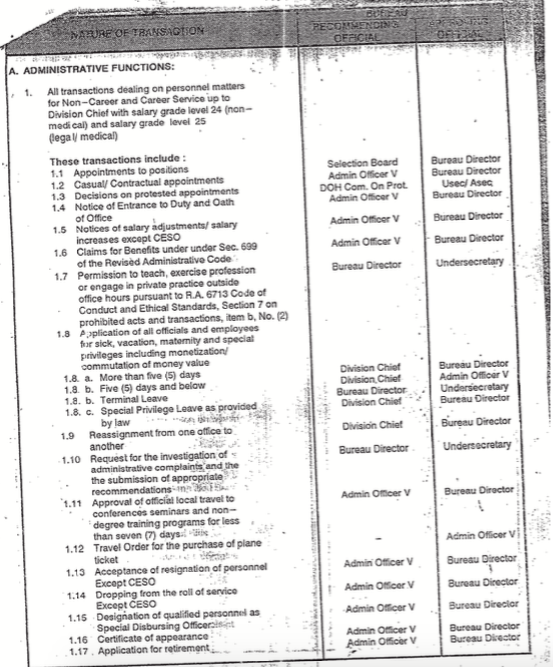 BUREAU
NATURE OF TRANSACTION RECOMMENDING OFFICIAL OFFICIAL
A. ADMINISTRATIVE FUNCTIONS:
1. All transactions dealing on personnel matters
for Non-Career and Career Service up to
Division Chief with salary grade level 24 (non-
medical) and salary grade level 25
(legal/ medical)
These transactions include :
1.1 Appointments to positions Selection Board Bureau Director
1.2 Casual/ Contractual appointments Admin Officer V Bureau Director
1.3 Decisions on protested appointments DOH Com. On Prot. Usec/ Asec
1.4 Notice of Entrance to Duty and Oath Admin Officer V Bureau Director
of Office
1.5 Notices of salary adjustments/ salary Admin Officer V Bureau Director
increases except CESO
1.6 Claims for Benefits under under Sec. 699 Admin Officer V Bureau Director
of the Revised Administrative Code
1.7 Permission to teach, exercise profession Bureau Director Undersecretary
or engage in private practice outside
office hours pursuant to R.A. 6713 Code of
Conduct and Ethical Standards, Section 7 on
prohibited acts and transactions, item b, No. (2)
1.8 Application of all officials and employees
for sick, vacation, maternity and special
privileges including monetization/
commutation of money value
1.8. a. More than five (5) days Division Chief Bureau Director
1.8. b. Five (5) days and below Division Chief Admin Officer V
1.8. b. Terminal Leave Bureau Director Undersecretary
1.8. c. Special Privilege Leave as provided Division Chief Bureau Director
by law
1.9 Reassignment from one office to Division Chief Bureau Director
another
1.10 Request for the investigation of Bureau Director Undersecretary
administrative complaints and the
the submission of appropriate
recommendations
1.11 Approval of official local travel to Admin Officer V Bureau Director
conferences seminars and non-
degree training programs for less
than seven (7) days
1.12 Travel Order for the purchase of plane - Admin Officer V
ticket
1.13 Acceptance of resignation of personnel Admin Officer V Bureau Director
Except CESO
1.14 Dropping from the roll of service Admin Officer V Bureau Director
Except CESO
1.15 Designation of qualified personnel as Admin Officer V Bureau Director
Special Disbursing Officer
1.16 Certificate of appearance Admin Officer V Bureau Director
1.17 Application for retirement Admin Officer V Bureau Director